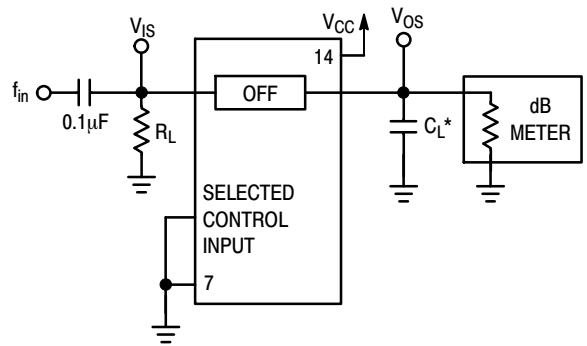 V_IS
V_CC
V_OS
14
f_in
OFF
dB
METER
0.1μF
R_L
C_L*
SELECTED
CONTROL
INPUT
7